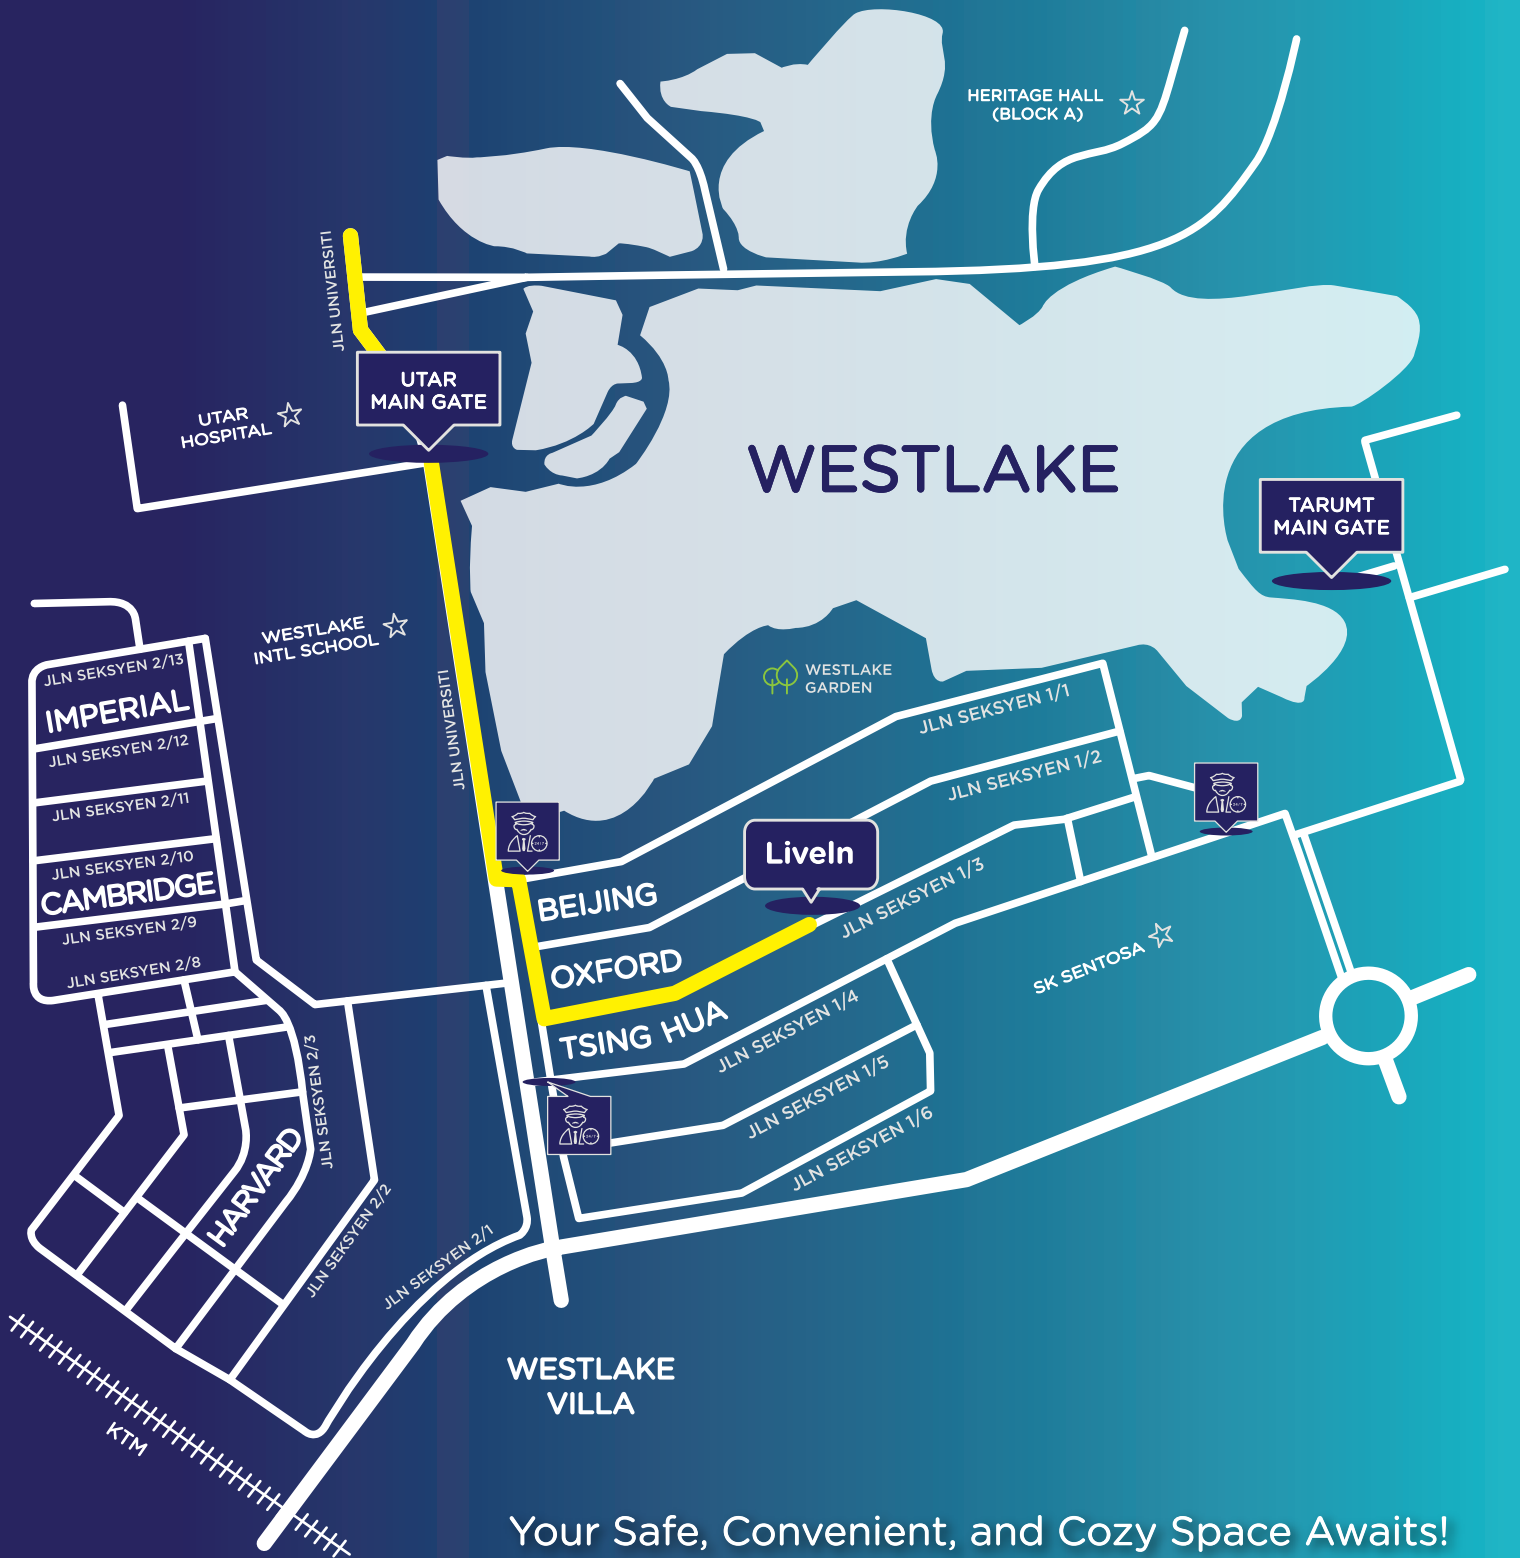 HERITAGE HALL
(BLOCK A)
JLN UNIVERSITI
UTAR
MAIN GATE
UTAR
HOSPITAL
WESTLAKE
TARUMT
MAIN GATE
WESTLAKE
INTL SCHOOL
JLN SEKSYEN 2/13
IMPERIAL
JLN SEKSYEN 2/12
JLN SEKSYEN 2/11
JLN SEKSYEN 2/10
CAMBRIDGE
JLN SEKSYEN 2/9
JLN SEKSYEN 2/8
JLN UNIVERSITI
WESTLAKE
GARDEN
JLN SEKSYEN 1/1
JLN SEKSYEN 1/2
LiveIn
BEIJING
JLN SEKSYEN 1/3
OXFORD
TSING HUA
SK SENTOSA
JLN SEKSYEN 1/4
JLN SEKSYEN 1/5
JLN SEKSYEN 1/6
JLN SEKSYEN 2/3
HARVARD
JLN SEKSYEN 2/2
JLN SEKSYEN 2/1
WESTLAKE
VILLA
KTM
Your Safe, Convenient, and Cozy Space Awaits!